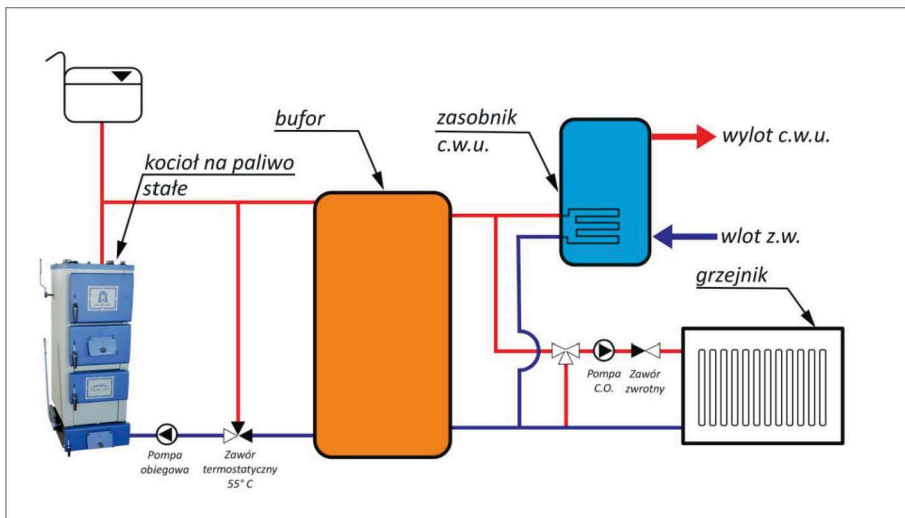 bufor
zasobnik
c.w.u.
wylot c.w.u.
kocioł na paliwo
stałe
wlot z.w.
grzejnik
Pompa
C.O.
Zawór
zwrotny
Pompa
obiegowa
Zawór
termostatyczny
55° C